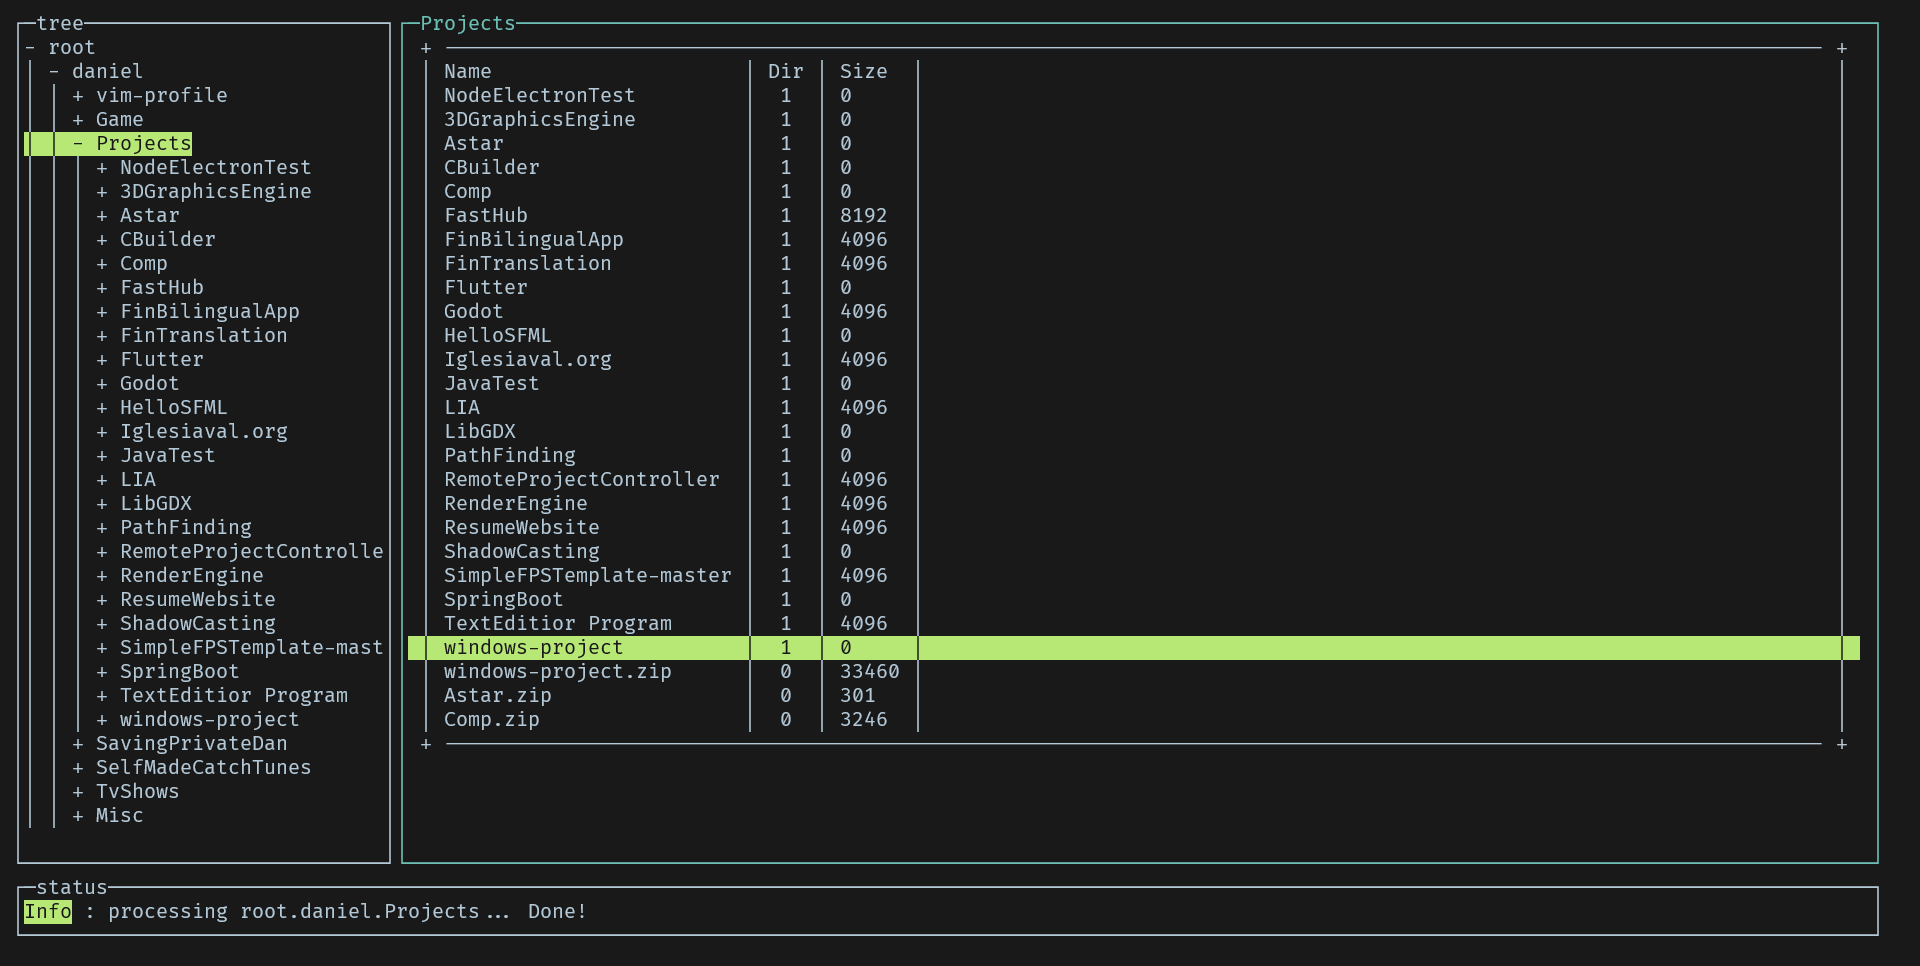 tree
- root
- daniel
+ vim-profile
+ Game
- Projects
+ NodeElectronTest
+ 3DGraphicsEngine
+ Astar
+ CBuilder
+ Comp
+ FastHub
+ FinBilingualApp
+ FinTranslation
+ Flutter
+ Godot
+ HelloSFML
+ Iglesiaval.org
+ JavaTest
+ LIA
+ LibGDX
+ PathFinding
+ RemoteProjectControlle
+ RenderEngine
+ ResumeWebsite
+ ShadowCasting
+ SimpleFPSTemplate-mast
+ SpringBoot
+ TextEditior Program
+ windows-project
+ SavingPrivateDan
+ SelfMadeCatchTunes
+ TvShows
+ Misc
Projects
Name Dir Size
NodeElectronTest 1 0
3DGraphicsEngine 1 0
Astar 1 0
CBuilder 1 0
Comp 1 0
FastHub 1 8192
FinBilingualApp 1 4096
FinTranslation 1 4096
Flutter 1 0
Godot 1 4096
HelloSFML 1 0
Iglesiaval.org 1 4096
JavaTest 1 0
LIA 1 4096
LibGDX 1 0
PathFinding 1 0
RemoteProjectController 1 4096
RenderEngine 1 4096
ResumeWebsite 1 4096
ShadowCasting 1 0
SimpleFPSTemplate-master 1 4096
SpringBoot 1 0
TextEditior Program 1 4096
windows-project 1 0
windows-project.zip 0 33460
Astar.zip 0 301
Comp.zip 0 3246
status
Info : processing root.daniel.Projects... Done!